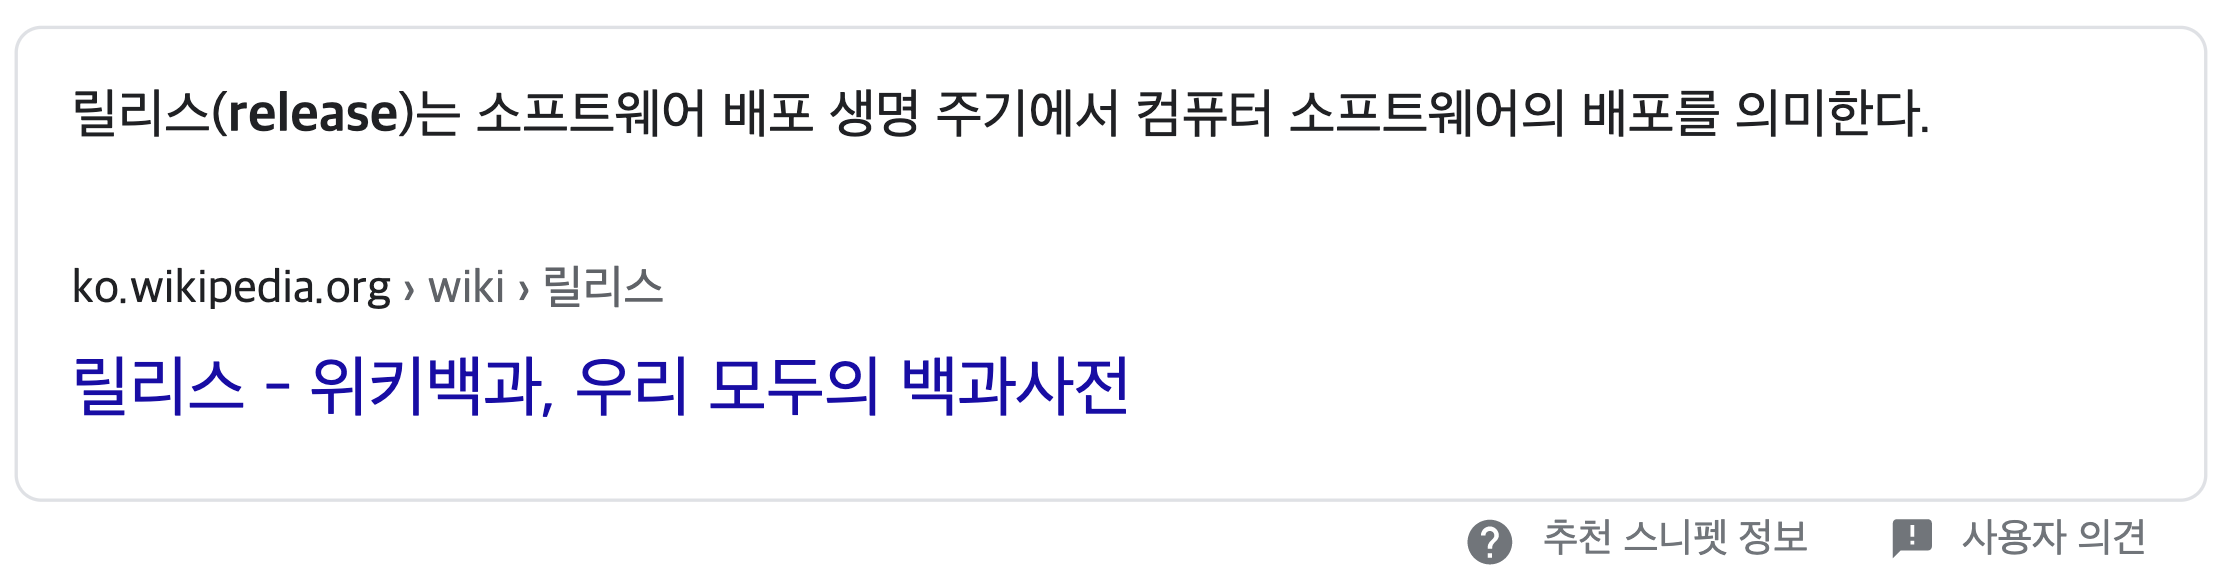 릴리스(release)는 소프트웨어 배포 생명 주기에서 컴퓨터 소프트웨어의 배포를 의미한다.
ko.wikipedia.org › wiki › 릴리스
릴리스 - 위키백과, 우리 모두의 백과사전
추천 스니펫 정보 사용자 의견